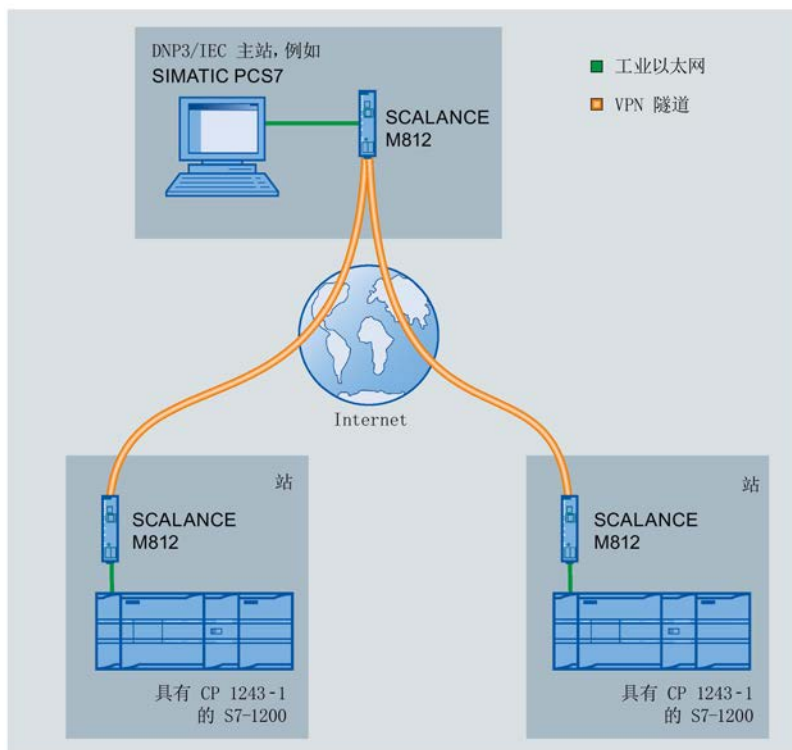 DNP3/IEC 主站,例如
SIMATIC PCS7
SCALANCE
M812
工业以太网
VPN 隧道
Internet
站
SCALANCE
M812
具有 CP 1243-1
的 S7-1200
站
SCALANCE
M812
具有 CP 1243-1
的 S7-1200